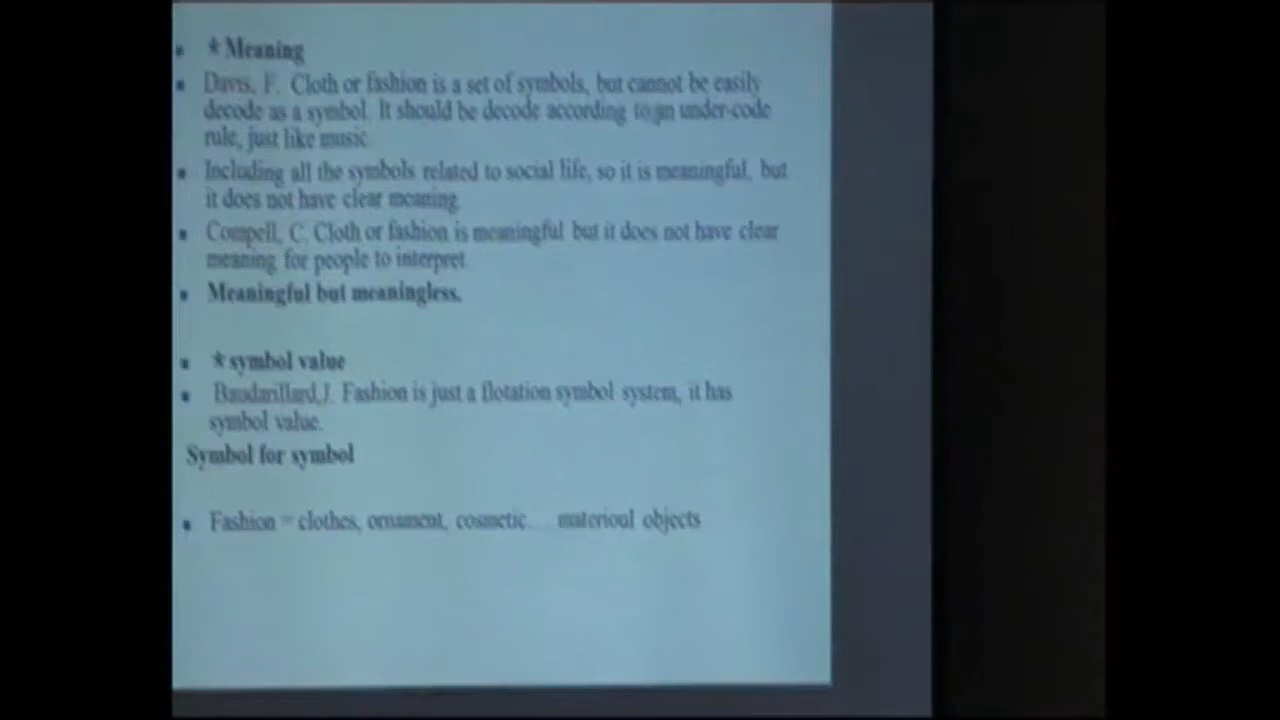 * Meaning
Davis, F. Cloth or fashion is a set of symbols, but cannot be easily
decode as a symbol. It should be decode according to an under-code
rule, just like music.
Including all the symbols related to social life, so it is meaningful, but
it does not have clear meaning.
Compell, C. Cloth or fashion is meaningful but it does not have clear
meaning for people to interpret.
Meaningful but meaningless.
* symbol value
Baudarillard,J. Fashion is just a flotation symbol system, it has
symbol value.
Symbol for symbol
Fashion = clothes, ornament, cosmetic... materioul objects